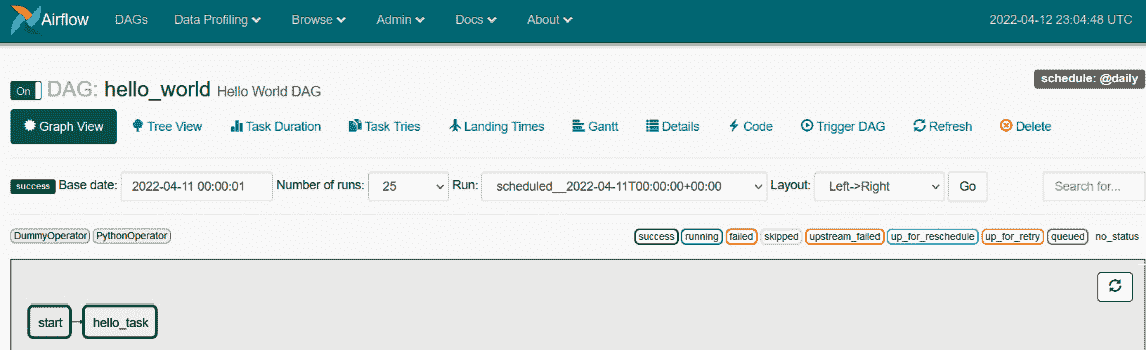 Airflow DAGs Data Profiling Browse Admin Docs About 2022-04-12 23:04:48 UTC
schedule: @daily
On DAG: hello_world Hello World DAG
Graph View Tree View Task Duration Task Tries Landing Times Gantt Details Code Trigger DAG Refresh Delete
success Base date: 2022-04-11 00:00:01 Number of runs: 25 Run: scheduled__2022-04-11T00:00:00+00:00 Layout: Left->Right Go Search for...
DummyOperator PythonOperator success running failed skipped upstream_failed up_for_reschedule up_for_retry queued no_status
start hello_task